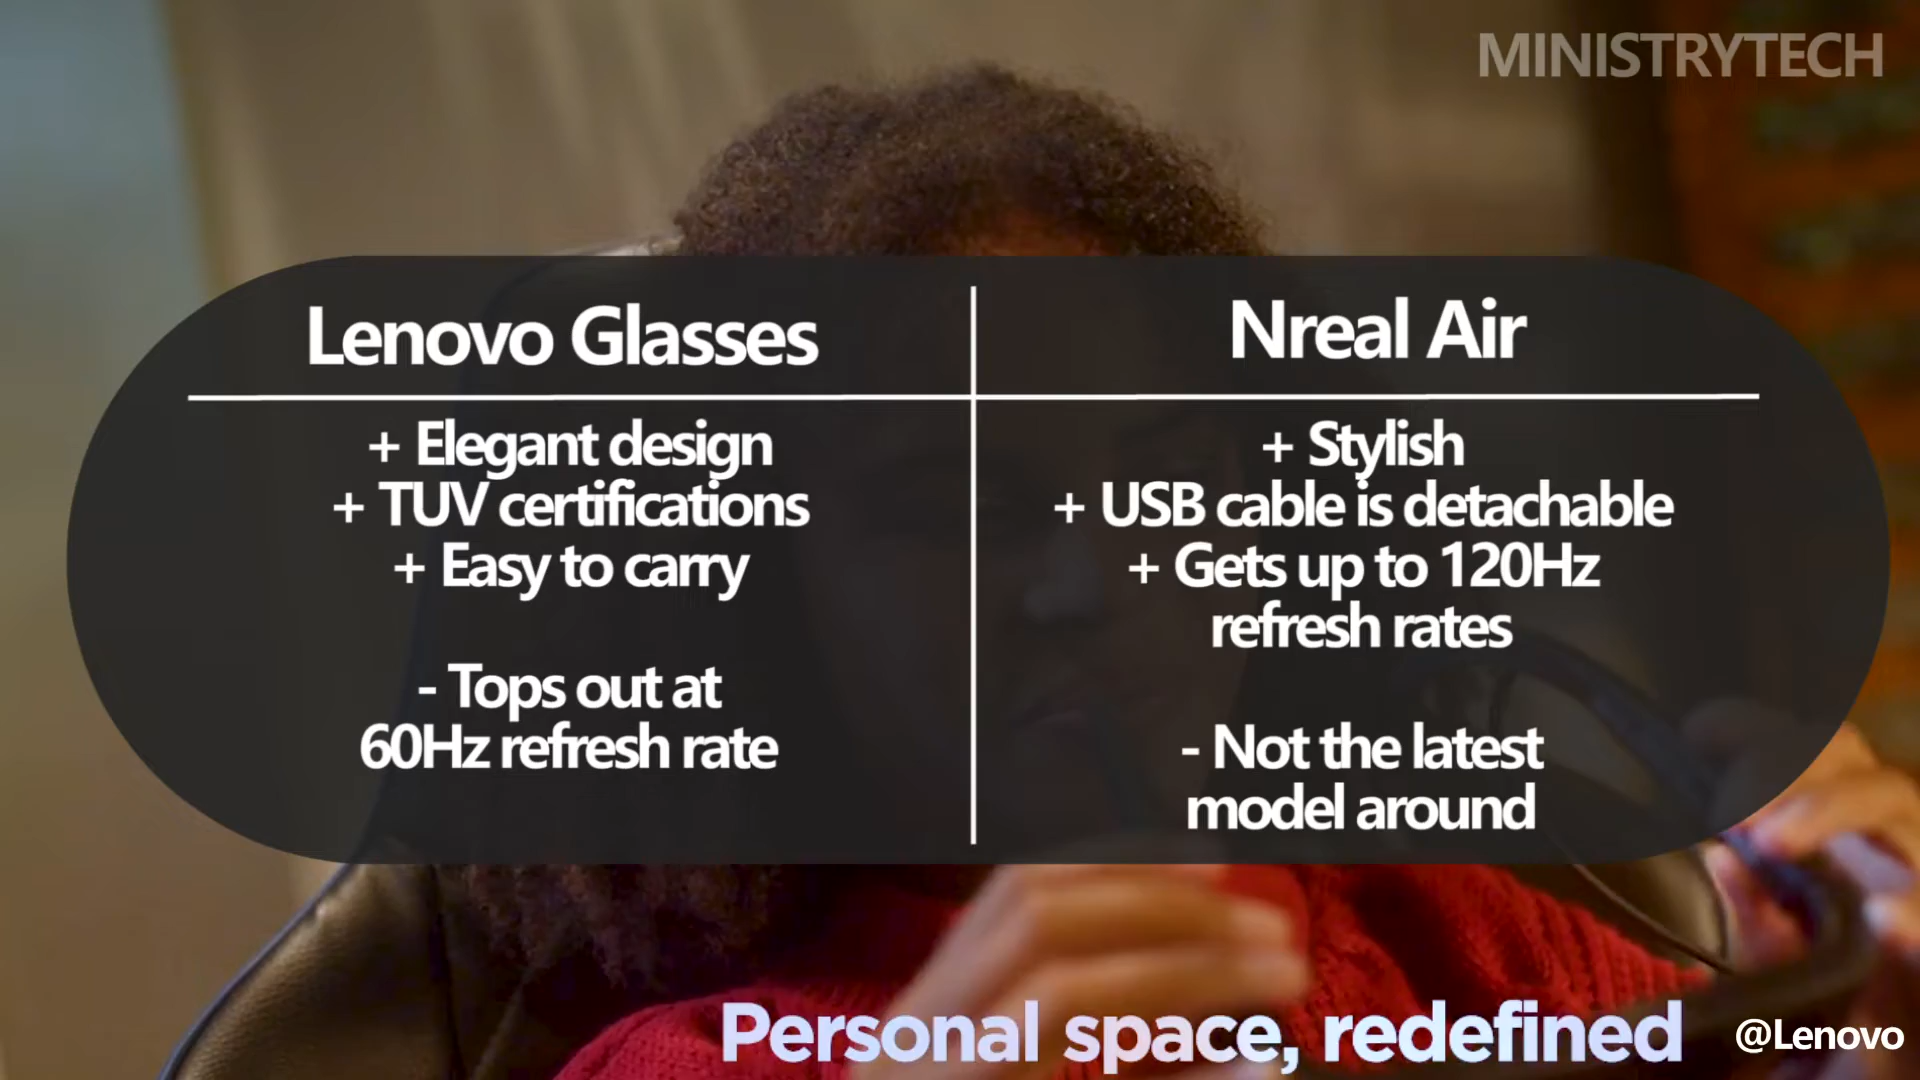 MINISTRYTECH
Lenovo Glasses
+ Elegant design
+ TUV certifications
+ Easy to carry
- Tops out at
60Hz refresh rate
Nreal Air
+ Stylish
+ USB cable is detachable
+ Gets up to 120Hz
refresh rates
- Not the latest
model around
Personal space, redefined
@Lenovo